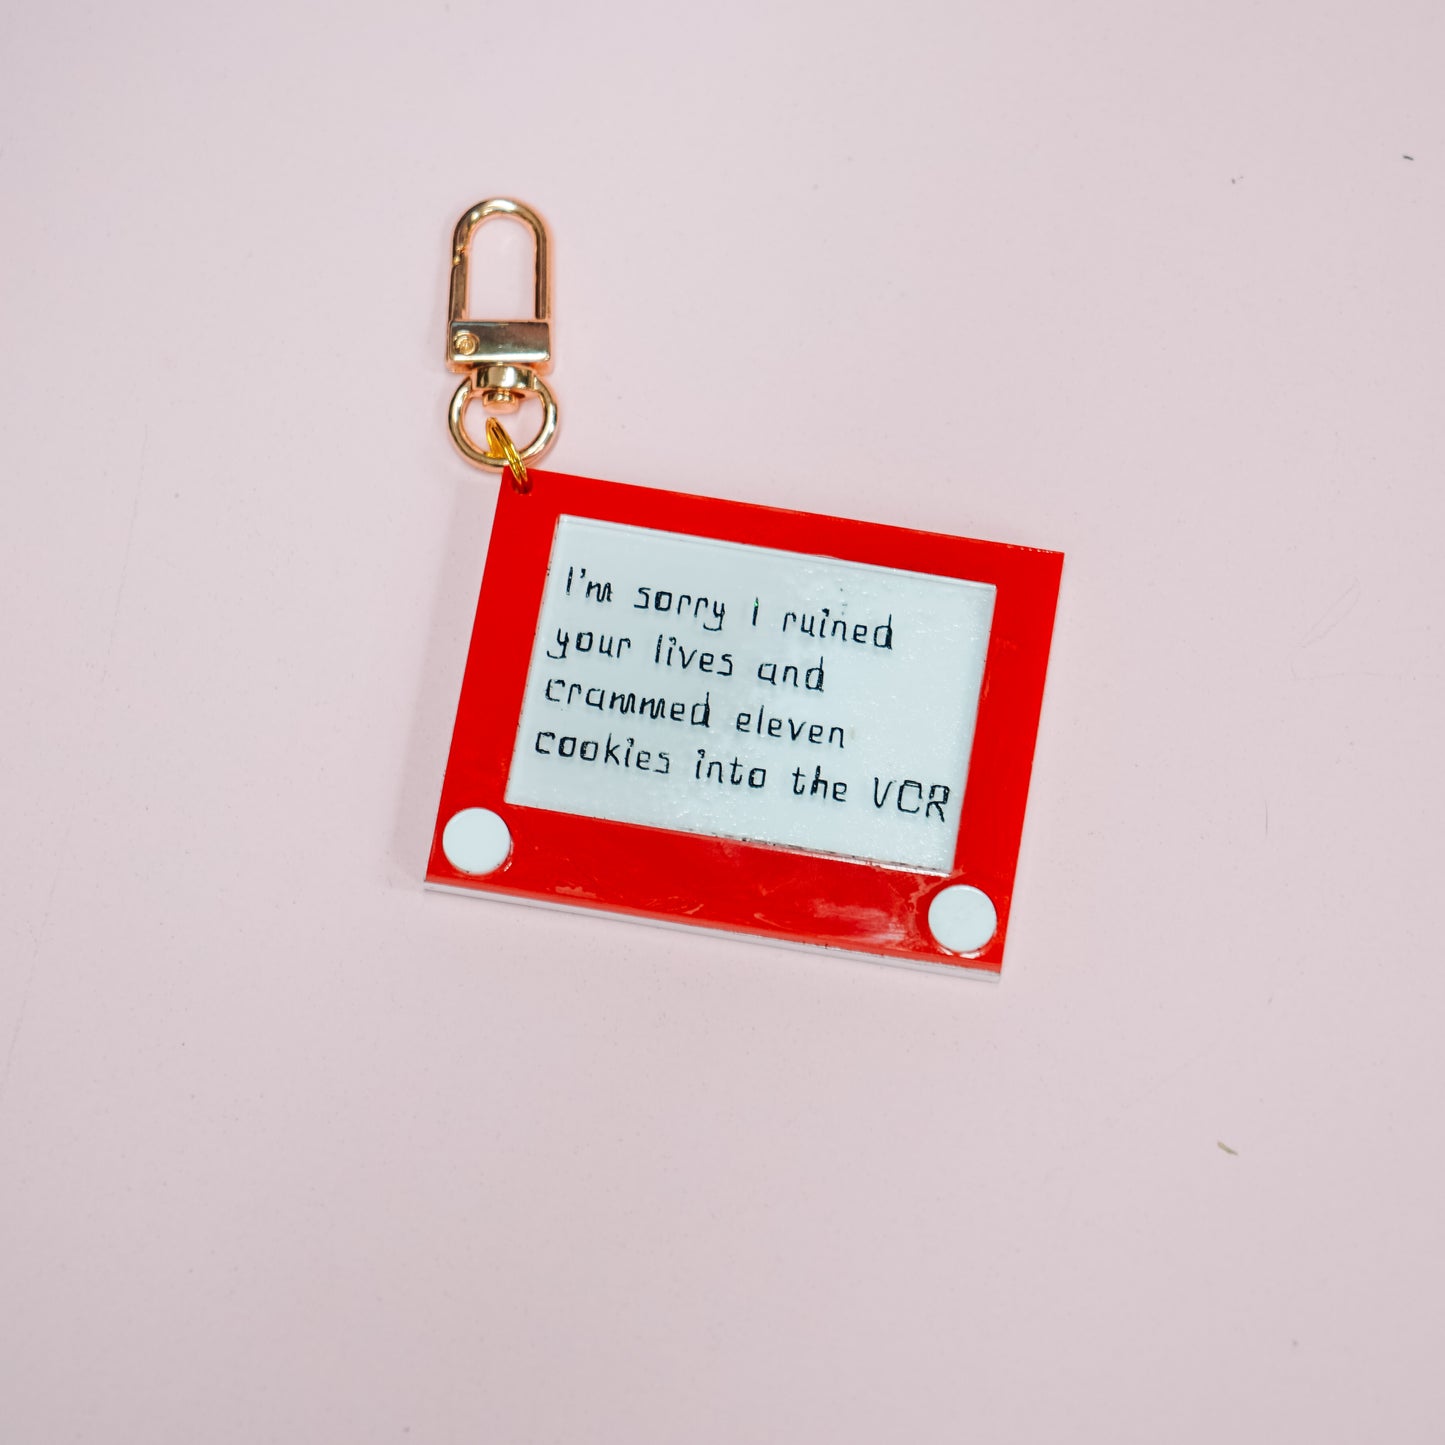 I'm sorry I ruined
your lives and
crammed eleven
cookies into the VCR